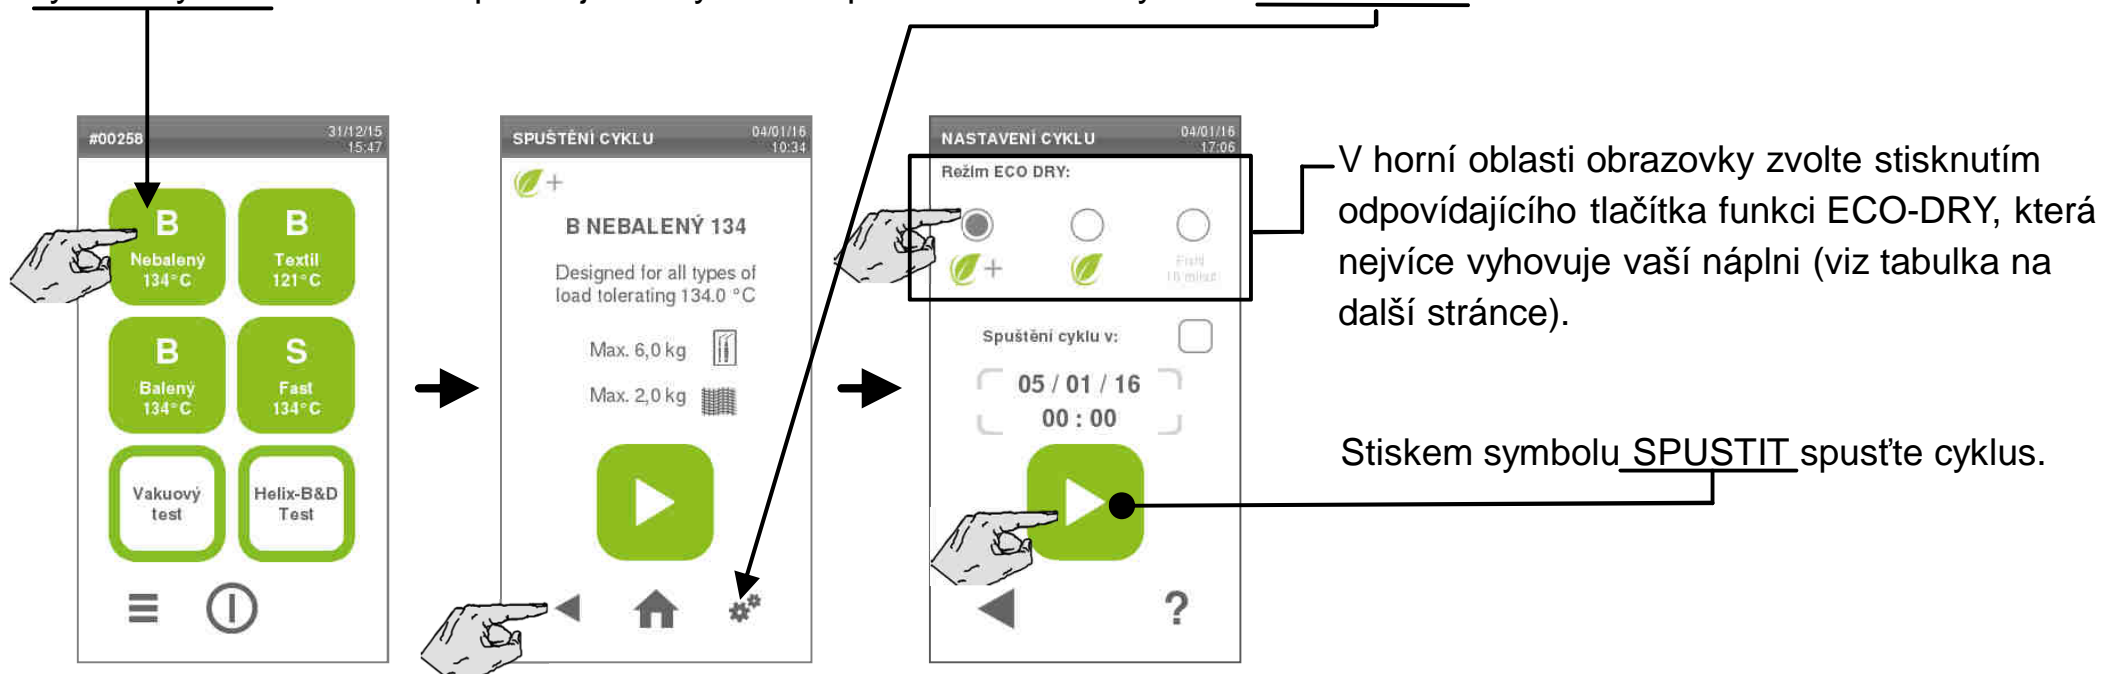 #00258
31/12/15
15:47
B
Nebalený
134°C
B
Textil
121°C
B
Balený
134°C
S
Fast
134°C
Vakuový
test
Helix-B&D
Test
SPUŠTĚNÍ CYKLU
04/01/16
10:34
+
B NEBALENÝ 134
Designed for all types of
load tolerating 134.0 °C
Max. 6,0 kg
Max. 2,0 kg
NASTAVENÍ CYKLU
04/01/16
17:06
Režim ECO DRY:
+
Spuštění cyklu v:
05 / 01 / 16
00 : 00
?
V horní oblasti obrazovky zvolte stisknutím
odpovídajícího tlačítka funkci ECO-DRY, která
nejvíce vyhovuje vaší náplni (viz tabulka na
další stránce).
Stiskem symbolu SPUSTIT spusťte cyklus.